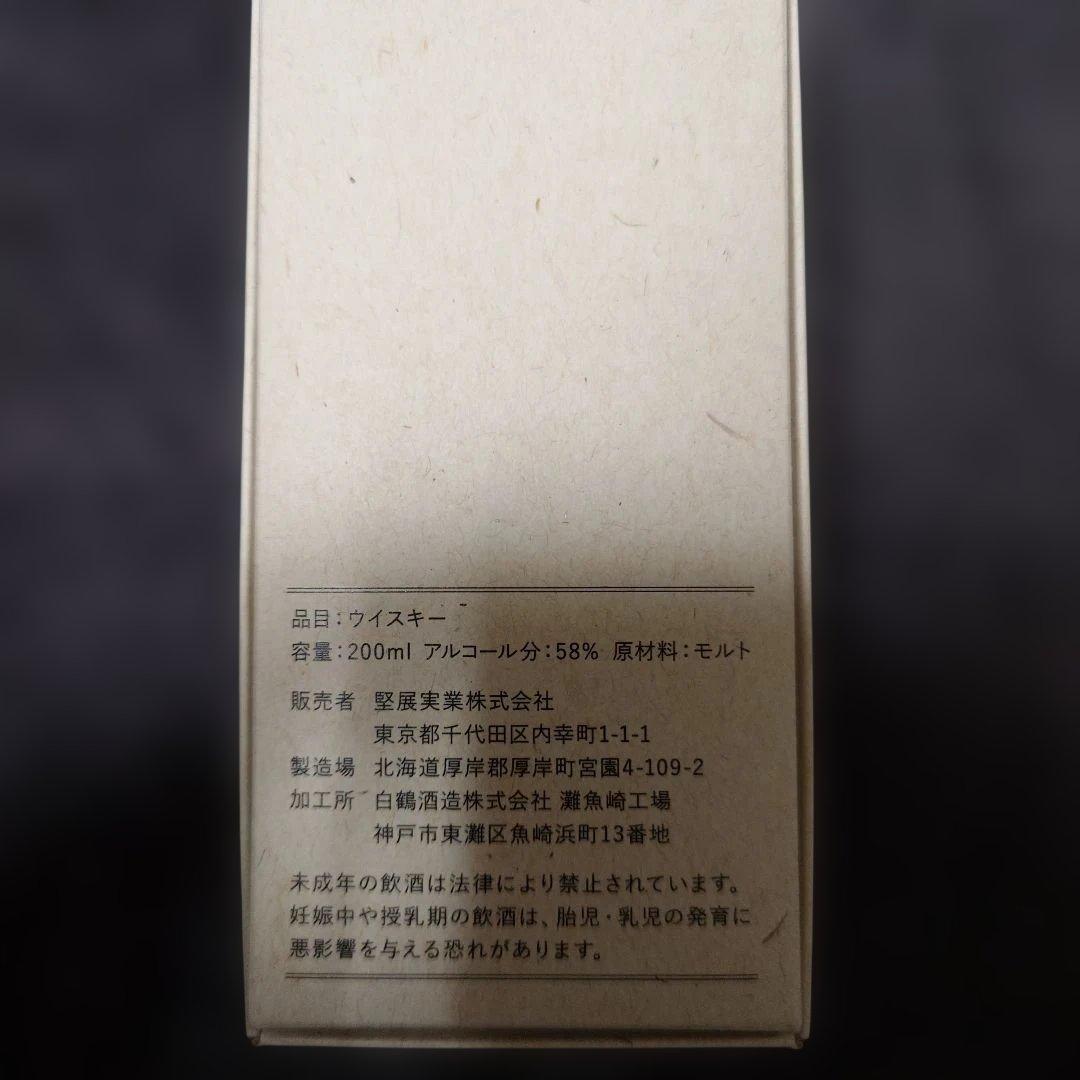 品目：ウイスキー
容量：200ml アルコール分：58% 原材料：モルト
販売者 堅展実業株式会社
東京都千代田区内幸町1-1-1
製造場 北海道厚岸郡厚岸町宮園4-109-2
加工所 白鶴酒造株式会社 灘魚崎工場
神戸市東灘区魚崎浜町13番地
未成年の飲酒は法律により禁止されています。
妊娠中や授乳期の飲酒は、胎児・乳児の発育に
悪影響を与える恐れがあります。